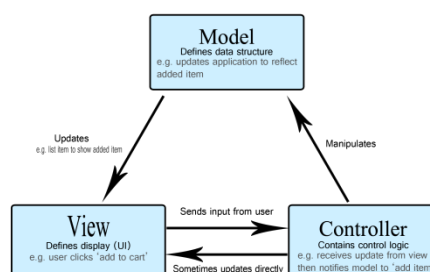 Model
Defines data structure
e.g. updates application to reflect
added item
Updates
e.g. list item to show added item
Manipulates
Sends input from user
View
Defines display (UI)
e.g. user clicks 'add to cart'
Controller
Contains control logic
e.g. receives update from view
then notifies model to 'add item'
Sometimes updates directly